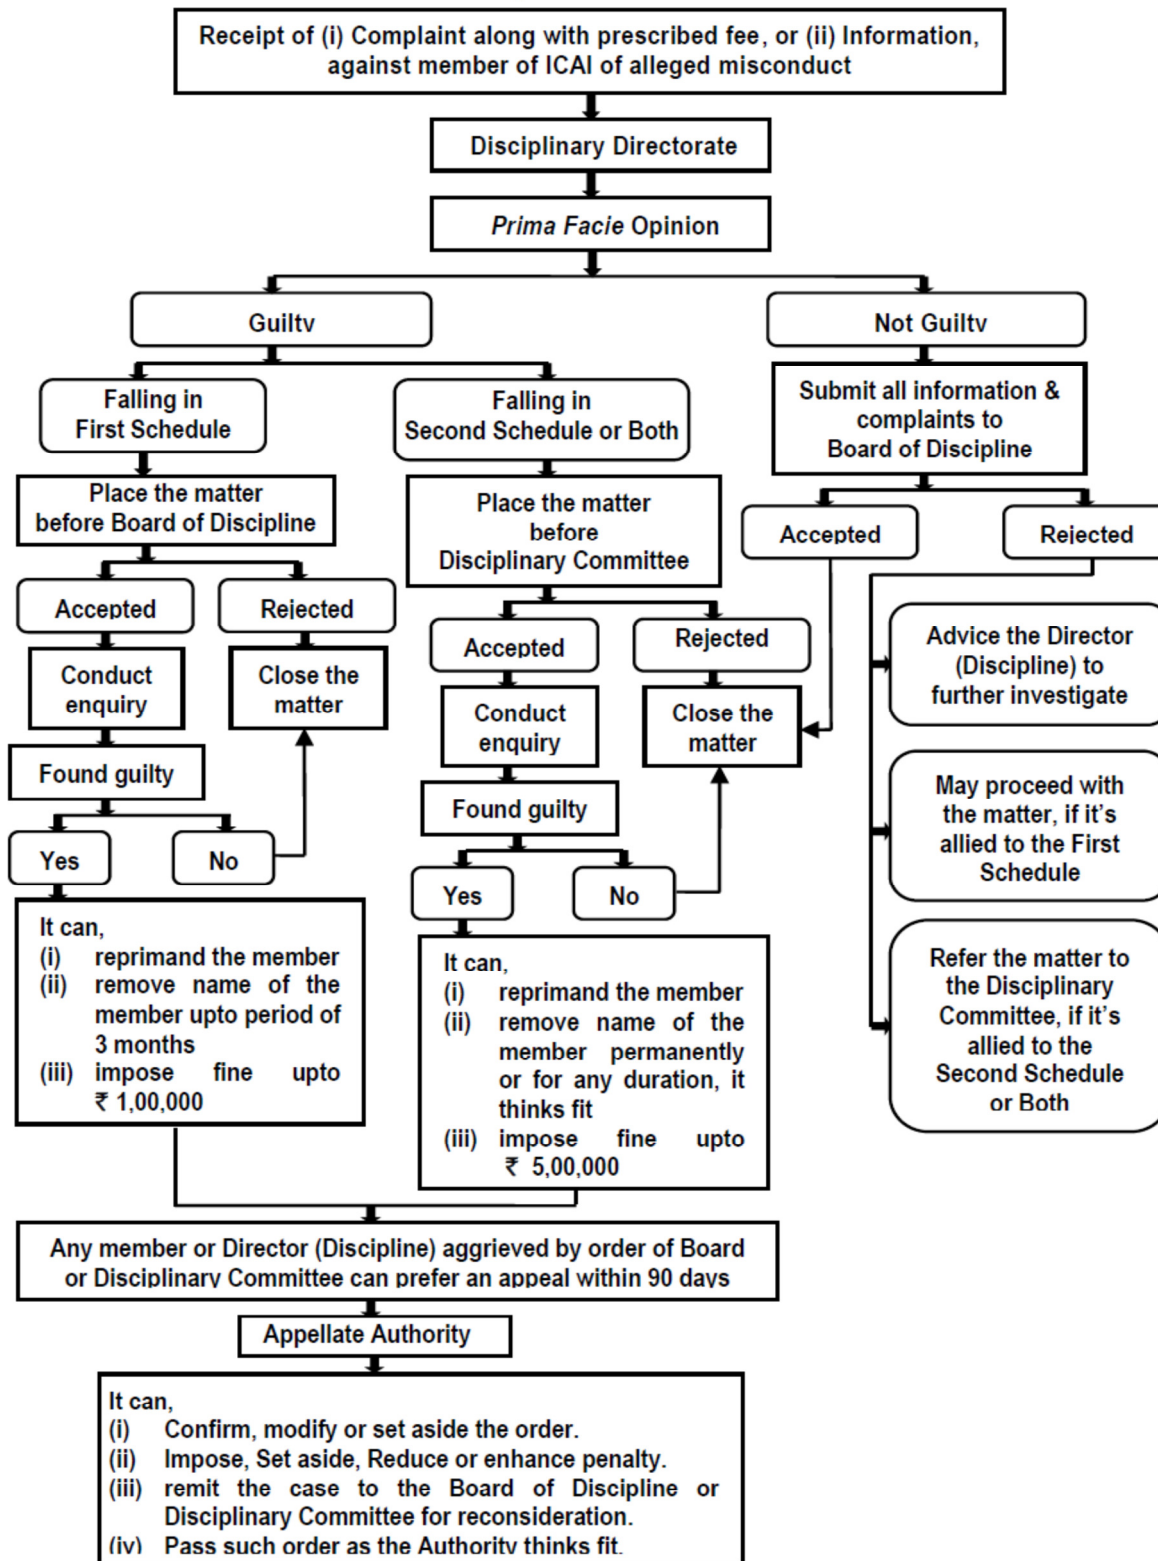 Receipt of (i) Complaint along with prescribed fee, or (ii) Information,
against member of ICAI of alleged misconduct
Disciplinary Directorate
Prima Facie Opinion
Guilty
Not Guilty
Falling in
First Schedule
Falling in
Second Schedule or Both
Submit all information &
complaints to
Board of Discipline
Place the matter
before Board of Discipline
Place the matter
before
Disciplinary Committee
Accepted
Rejected
Accepted
Rejected
Accepted
Rejected
Conduct
enquiry
Close the
matter
Conduct
enquiry
Close the
matter
Advice the Director
(Discipline) to
further investigate
Found guilty
Found guilty
May proceed with
the matter, if it's
allied to the First
Schedule
Yes
No
Yes
No
It can,
(i) reprimand the member
(ii) remove name of the
member upto period of
3 months
(iii) impose fine upto
₹ 1,00,000
It can,
(i) reprimand the member
(ii) remove name of the
member permanently
or for any duration, it
thinks fit
(iii) impose fine upto
₹ 5,00,000
Refer the matter to
the Disciplinary
Committee, if it's
allied to the
Second Schedule
or Both
Any member or Director (Discipline) aggrieved by order of Board
or Disciplinary Committee can prefer an appeal within 90 days
Appellate Authority
It can,
(i) Confirm, modify or set aside the order.
(ii) Impose, Set aside, Reduce or enhance penalty.
(iii) remit the case to the Board of Discipline or
Disciplinary Committee for reconsideration.
(iv) Pass such order as the Authority thinks fit.